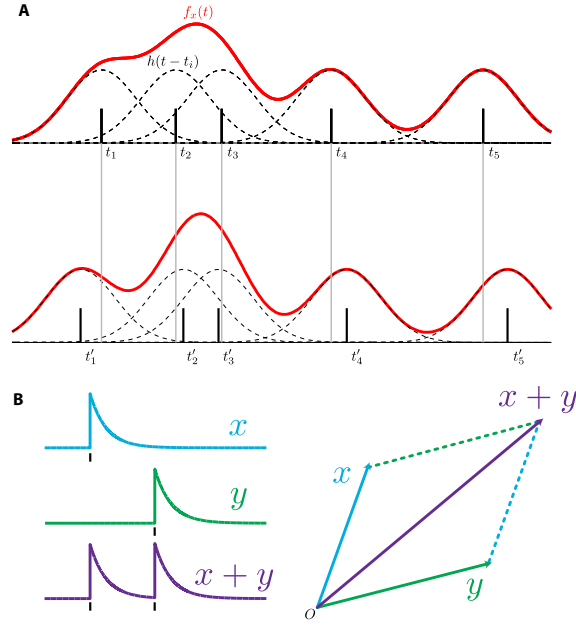 A
f_x(t)
h(t − t_i)
t_1 t_2 t_3 t_4 t_5
t′_1 t′_2 t′_3 t′_4 t′_5
B
x
y
x + y
x + y
x
y
O